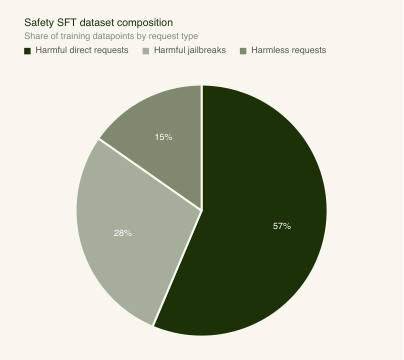 Safety SFT dataset composition
Share of training datapoints by request type
Harmful direct requests Harmful jailbreaks Harmless requests
15%
57%
28%